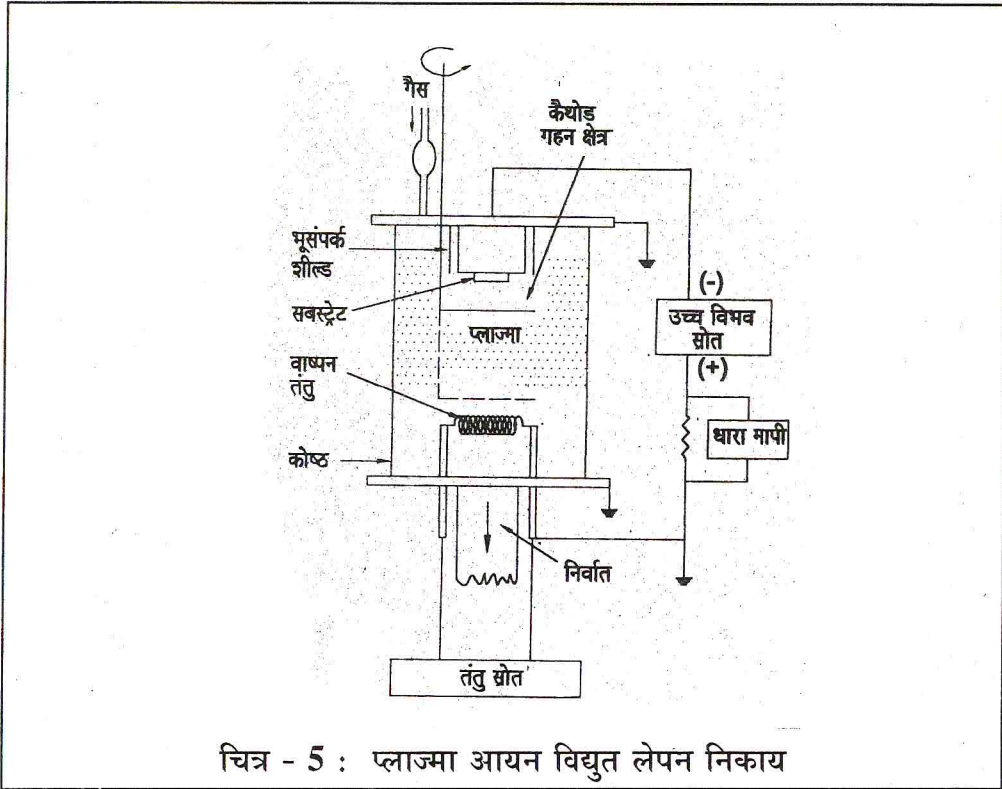 गैस
कैथोड
गहन क्षेत्र
भूसंपर्क
शील्ड
(-)
सबस्ट्रेट
उच्च विभव
स्रोत
प्लाज्मा
(+)
वाष्पन
तंतु
धारा मापी
कोष्ठ
निर्वात
तंतु स्रोत
चित्र - 5 : प्लाज्मा आयन विद्युत लेपन निकाय